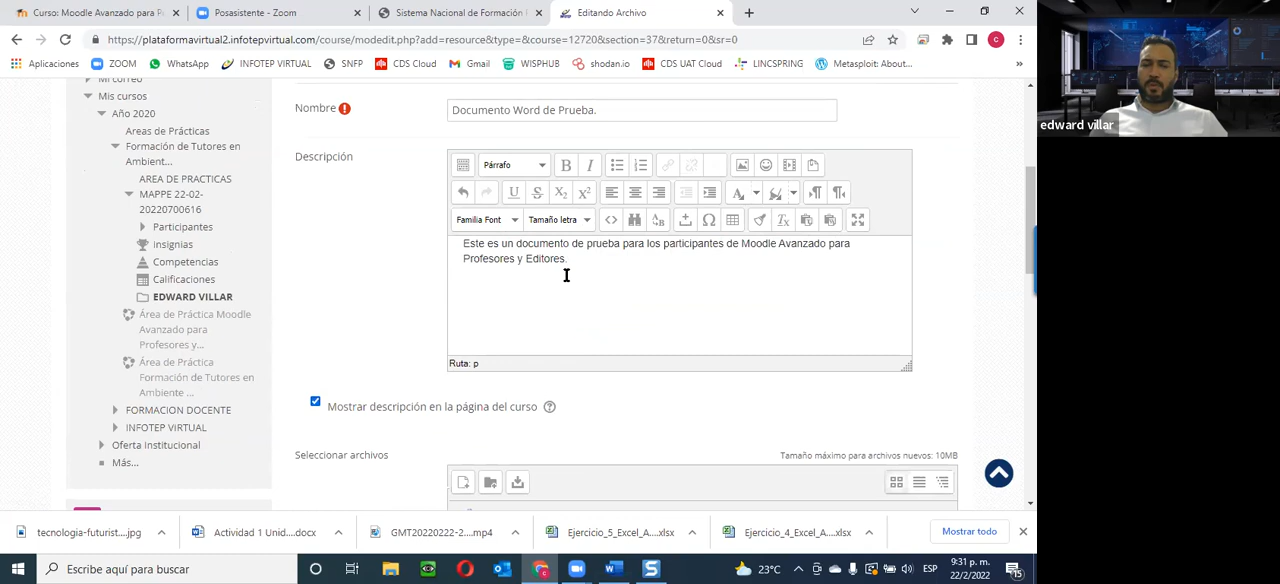 Curso: Moodle Avanzado para P
Posasistente - Zoom
Sistema Nacional de Formación
Editando Archivo
https://plataformavirtual2.infotepvirtual.com/course/modedit.php?add=resource&type=&course=12720&section=37&return=0&sr=0
C
Aplicaciones
ZOOM
WhatsApp
INFOTEP VIRTUAL
SNFP
CDS Cloud
Gmail
WISPHUB
shodan.io
CDS UAT Cloud
LINCSPRING
Metasploit: About...
»
Mi correo
Mis cursos
Año 2020
Areas de Prácticas
Formación de Tutores en
Ambient...
AREA DE PRACTICAS
MAPPE 22-02-
20220700616
Participantes
insignias
Competencias
Calificaciones
EDWARD VILLAR
Área de Práctica Moodle
Avanzado para
Profesores y...
Área de Práctica
Formación de Tutores en
Ambiente ...
FORMACION DOCENTE
INFOTEP VIRTUAL
Oferta Institucional
Más...
Nombre
Documento Word de Prueba.
Descripción
Párrafo
B I
U S X2 X2
Familia Font
Tamaño letra
Este es un documento de prueba para los participantes de Moodle Avanzado para
Profesores y Editores.
Ruta: p
Mostrar descripción en la página del curso
Seleccionar archivos
Tamaño máximo para archivos nuevos: 10MB
edward villar
tecnologia-futurist....jpg
Actividad 1 Unid....docx
GMT20220222-2....mp4
Ejercicio_5_Excel_A....xlsx
Ejercicio_4_Excel_A....xlsx
Mostrar todo
Escribe aquí para buscar
23°C
ESP
9:31 p. m.
22/2/2022
15